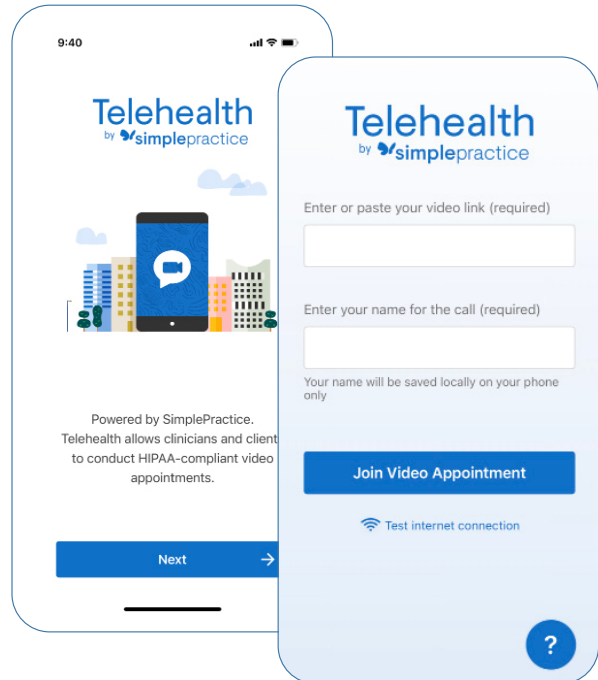 9:40
Telehealth
by simplepractice
Powered by SimplePractice.
Telehealth allows clinicians and client
to conduct HIPAA-compliant video
appointments.
Next
Telehealth
by simplepractice
Enter or paste your video link (required)
Enter your name for the call (required)
Your name will be saved locally on your phone
only
Join Video Appointment
Test internet connection
?